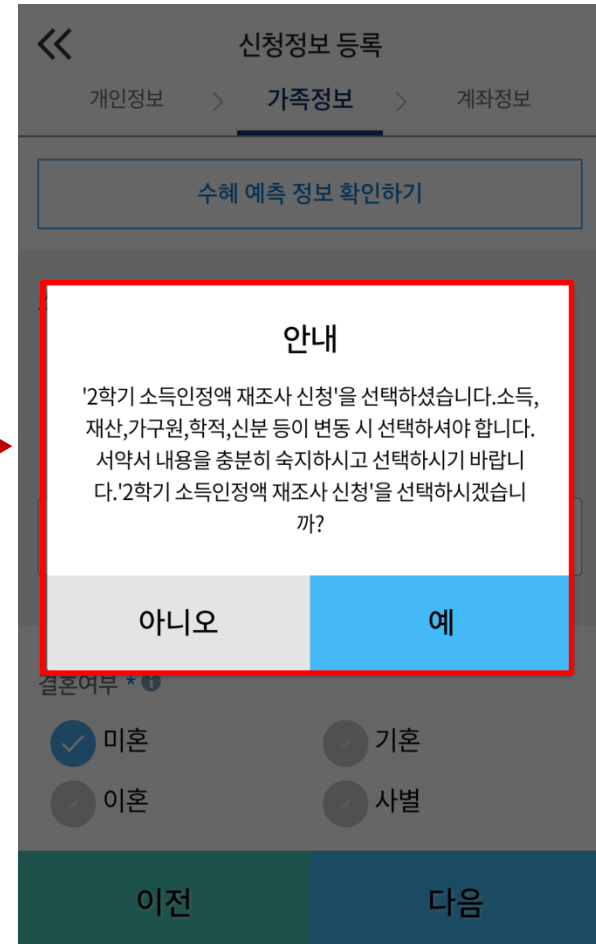 신청정보 등록
개인정보 > 가족정보 > 계좌정보
수혜 예측 정보 확인하기
안내
'2학기 소득인정액 재조사 신청'을 선택하셨습니다.소득,
재산,가구원,학적,신분 등이 변동 시 선택하셔야 합니다.
서약서 내용을 충분히 숙지하시고 선택하시기 바랍니
다.'2학기 소득인정액 재조사 신청'을 선택하시겠습니
까?
아니오 예
결혼여부 *
미혼 기혼
이혼 사별
이전 다음